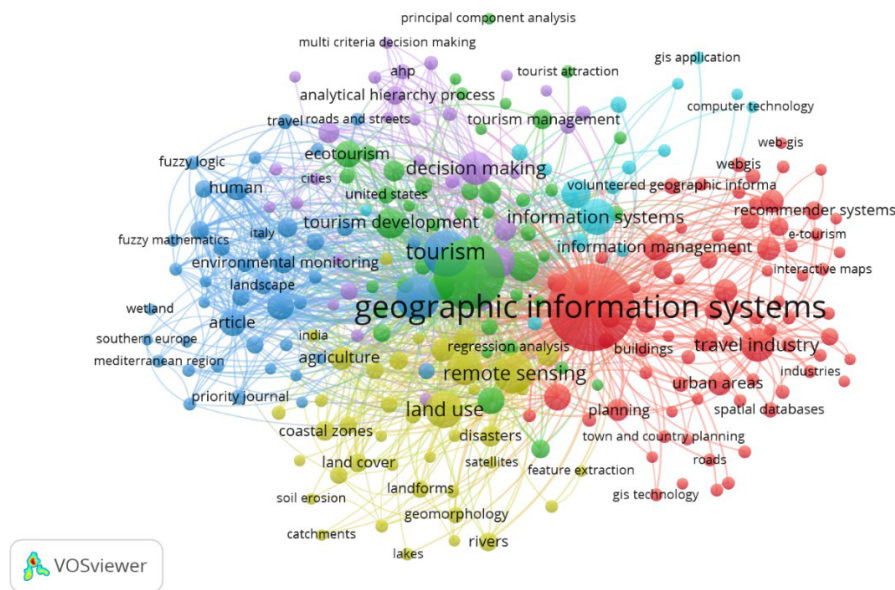 principal component analysis
multi criteria decision making
gis application
ahp
tourist attraction
analytical hierarchy process
computer technology
travel
roads and streets
tourism management
web-gis
ecotourism
fuzzy logic
decision making
webgis
human
cities
united states
volunteered geographic informa
recommender systems
tourism development
information systems
e-tourism
italy
fuzzy mathematics
tourism
information management
environmental monitoring
interactive maps
landscape
wetland
geographic information systems
article
india
southern europe
regression analysis
buildings
travel industry
mediterranean region
agriculture
remote sensing
industries
urban areas
priority journal
land use
planning
spatial databases
coastal zones
disasters
town and country planning
land cover
satellites
feature extraction
roads
soil erosion
landforms
gis technology
geomorphology
catchments
rivers
lakes
VOSviewer